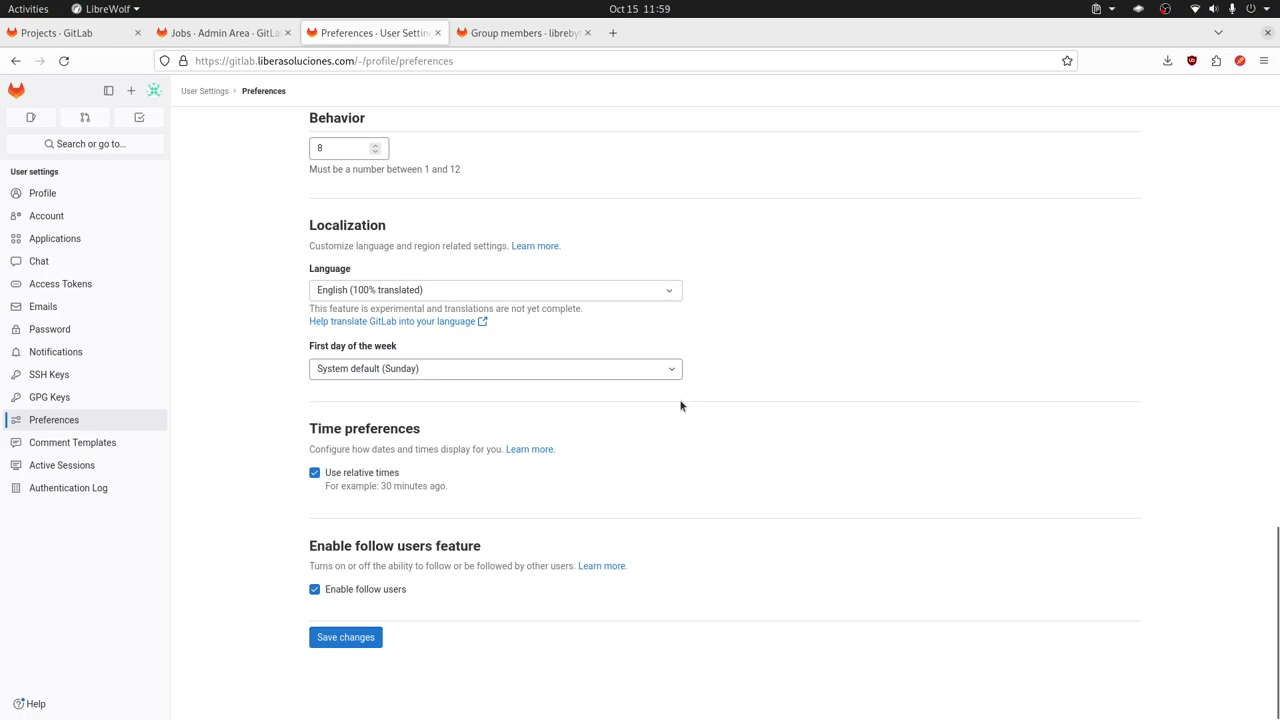 Activities
LibreWolf
Oct 15 11:59
Projects · GitLab
Jobs · Admin Area · GitLa
Preferences · User Settin
Group members · libreby
https://gitlab.liberasoluciones.com/-/profile/preferences
User Settings › Preferences
Search or go to...
User settings
Profile
Account
Applications
Chat
Access Tokens
Emails
Password
Notifications
SSH Keys
GPG Keys
Preferences
Comment Templates
Active Sessions
Authentication Log
Help
Behavior
8
Must be a number between 1 and 12
Localization
Customize language and region related settings. Learn more.
Language
English (100% translated)
This feature is experimental and translations are not yet complete.
Help translate GitLab into your language
First day of the week
System default (Sunday)
Time preferences
Configure how dates and times display for you. Learn more.
Use relative times
For example: 30 minutes ago.
Enable follow users feature
Turns on or off the ability to follow or be followed by other users. Learn more.
Enable follow users
Save changes